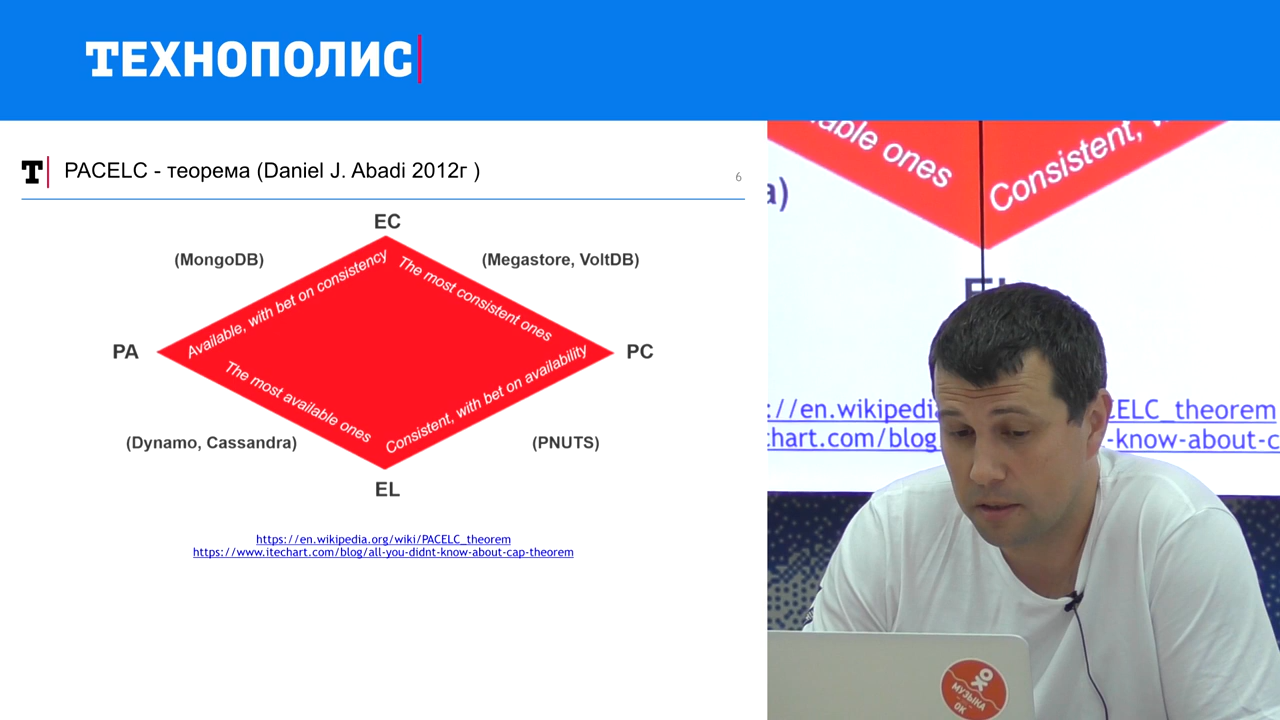 ТЕХНОПОЛИС
Т
PACELC - теорема (Daniel J. Abadi 2012г )
6
EC
(MongoDB)
(Megastore, VoltDB)
Available, with bet on consistency
The most consistent ones
PA
PC
The most available ones
Consistent, with bet on availability
(Dynamo, Cassandra)
(PNUTS)
EL
https://en.wikipedia.org/wiki/PACELC_theorem
https://www.itechart.com/blog/all-you-didnt-know-about-cap-theorem
able ones
Consistent,
a)
://en.wikipedia
CELC_theorem
chart.com/blog
-know-about-c
МУЗЫКА
ОК